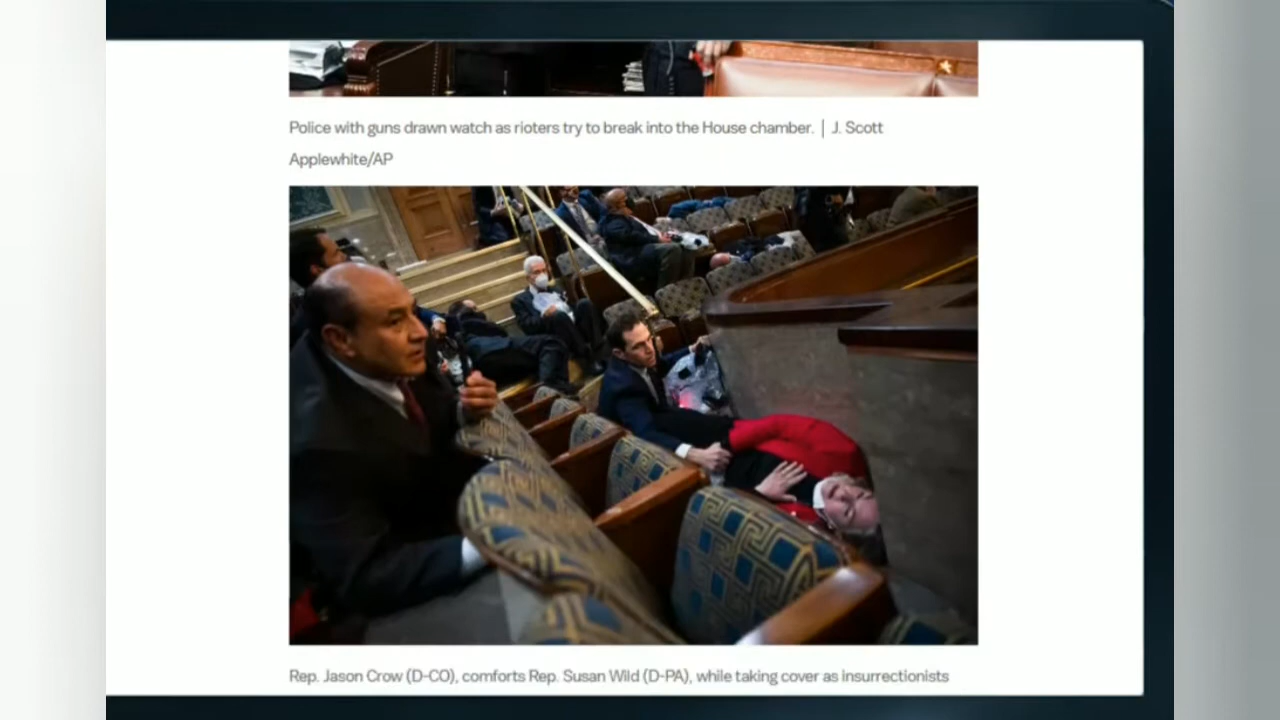 Police with guns drawn watch as rioters try to break into the House chamber. | J. Scott
Applewhite/AP
Rep. Jason Crow (D-CO), comforts Rep. Susan Wild (D-PA), while taking cover as insurrectionists